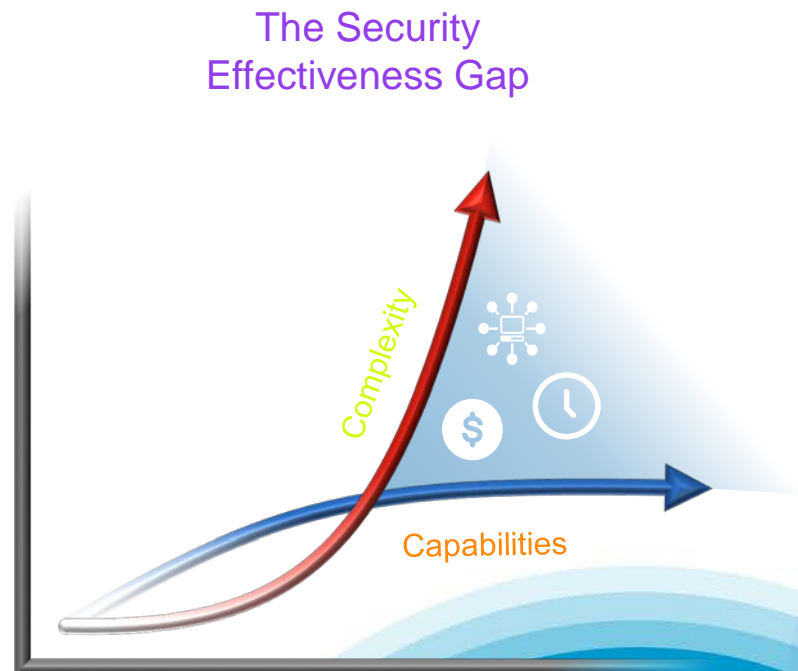 The Security
Effectiveness Gap
Complexity
$
Capabilities